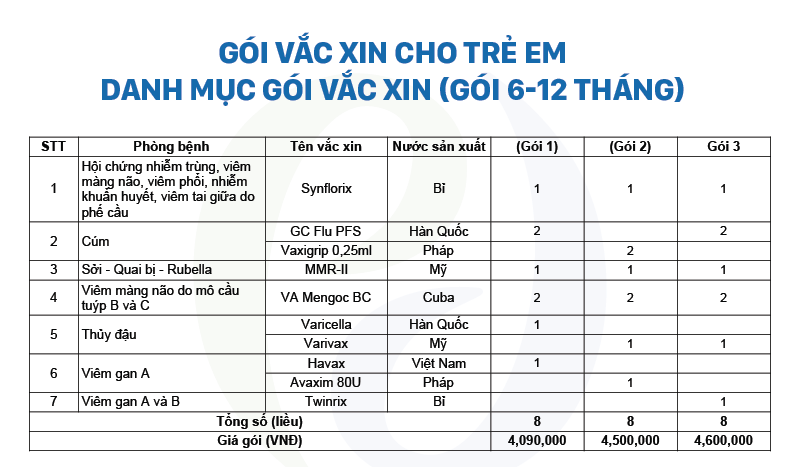 GÓI VẮC XIN CHO TRẺ EM
DANH MỤC GÓI VẮC XIN (GÓI 6-12 THÁNG)
STT Phòng bệnh Tên vắc xin Nước sản xuất (Gói 1) (Gói 2) Gói 3
1 Hội chứng nhiễm trùng, viêm màng não, viêm phổi, nhiễm khuẩn huyết, viêm tai giữa do phế cầu Synflorix Bỉ 1 1 1
2 Cúm GC Flu PFS Hàn Quốc 2 2
Vaxigrip 0,25ml Pháp 2
3 Sởi - Quai bị - Rubella MMR-II Mỹ 1 1 1
4 Viêm màng não do mô cầu tuýp B và C VA Mengoc BC Cuba 2 2 2
5 Thủy đậu Varicella Hàn Quốc 1
Varivax Mỹ 1 1
6 Viêm gan A Havax Việt Nam 1
Avaxim 80U Pháp 1
7 Viêm gan A và B Twinrix Bỉ 1
Tổng số (liều) 8 8 8
Giá gói (VNĐ) 4,090,000 4,500,000 4,600,000